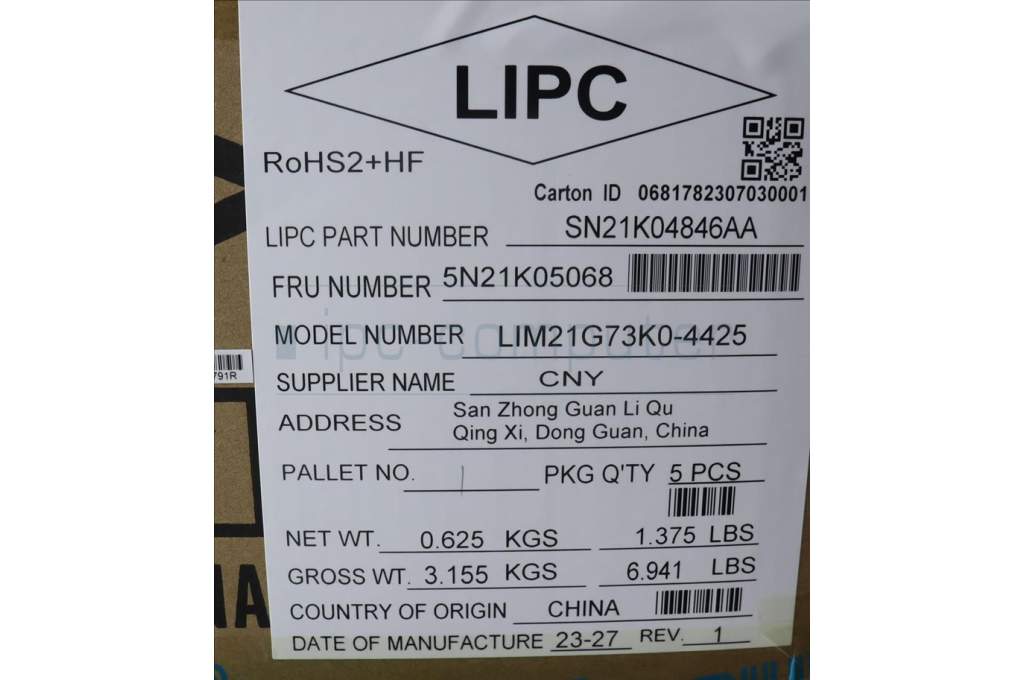 LIPC
RoHS2+HF
Carton ID 0681782307030001
LIPC PART NUMBER SN21K04846AA
FRU NUMBER 5N21K05068
MODEL NUMBER LIM21G73K0-4425
ipc computer
791R
SUPPLIER NAME CNY
ADDRESS San Zhong Guan Li Qu
Qing Xi, Dong Guan, China
PALLET NO. PKG Q'TY 5 PCS
NET WT. 0.625 KGS 1.375 LBS
GROSS WT. 3.155 KGS 6.941 LBS
COUNTRY OF ORIGIN CHINA
DATE OF MANUFACTURE 23-27 REV. 1